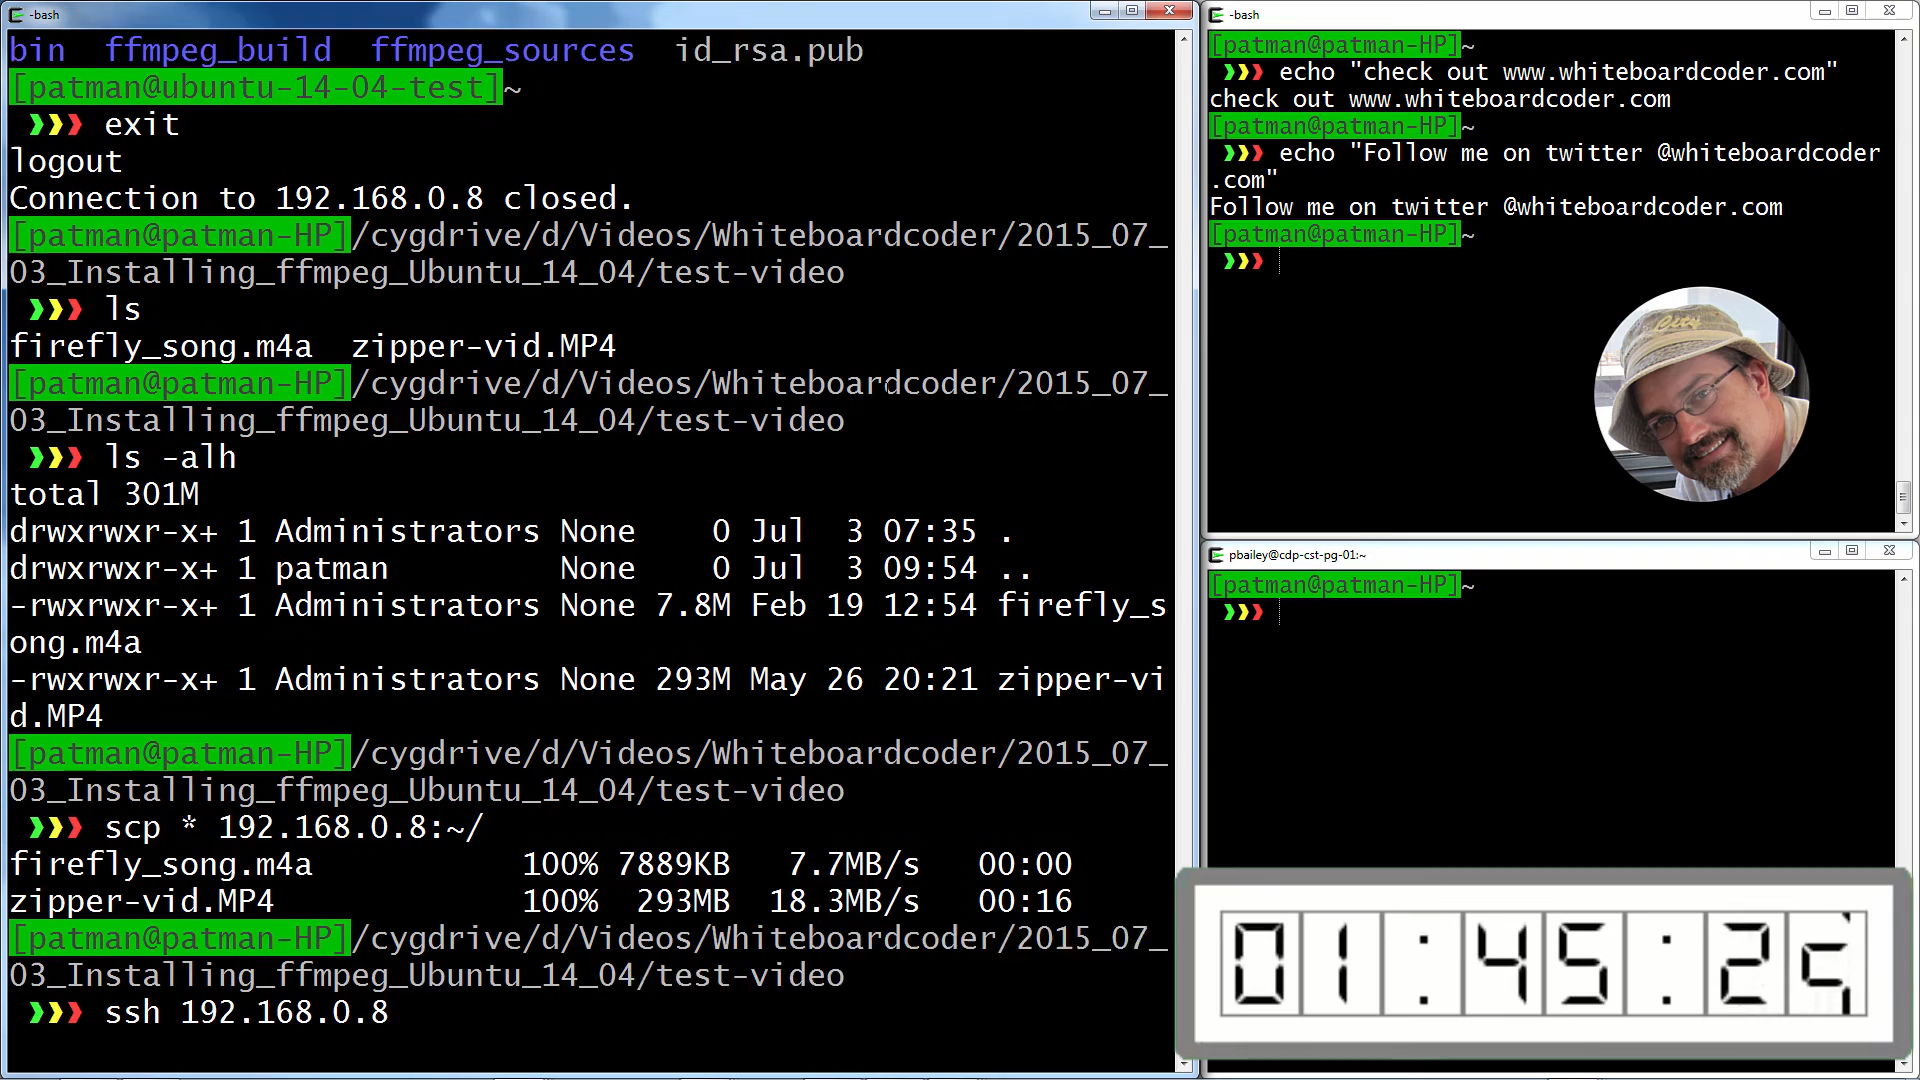 -bash
bin  ffmpeg_build  ffmpeg_sources  id_rsa.pub
[patman@ubuntu-14-04-test]~
❯❯❯ exit
logout
Connection to 192.168.0.8 closed.
[patman@patman-HP]/cygdrive/d/Videos/Whiteboardcoder/2015_07_
03_Installing_ffmpeg_Ubuntu_14_04/test-video
❯❯❯ ls
firefly_song.m4a  zipper-vid.MP4
[patman@patman-HP]/cygdrive/d/Videos/Whiteboardcoder/2015_07_
03_Installing_ffmpeg_Ubuntu_14_04/test-video
❯❯❯ ls -alh
total 301M
drwxrwxr-x+ 1 Administrators None    0 Jul  3 07:35 .
drwxrwxr-x+ 1 patman         None    0 Jul  3 09:54 ..
-rwxrwxr-x+ 1 Administrators None 7.8M Feb 19 12:54 firefly_s
ong.m4a
-rwxrwxr-x+ 1 Administrators None 293M May 26 20:21 zipper-vi
d.MP4
[patman@patman-HP]/cygdrive/d/Videos/Whiteboardcoder/2015_07_
03_Installing_ffmpeg_Ubuntu_14_04/test-video
❯❯❯ scp * 192.168.0.8:~/
firefly_song.m4a           100% 7889KB   7.7MB/s   00:00
zipper-vid.MP4             100%  293MB  18.3MB/s   00:16
[patman@patman-HP]/cygdrive/d/Videos/Whiteboardcoder/2015_07_
03_Installing_ffmpeg_Ubuntu_14_04/test-video
❯❯❯ ssh 192.168.0.8
-bash
[patman@patman-HP]~
❯❯❯ echo "check out www.whiteboardcoder.com"
check out www.whiteboardcoder.com
[patman@patman-HP]~
❯❯❯ echo "Follow me on twitter @whiteboardcoder
.com"
Follow me on twitter @whiteboardcoder.com
[patman@patman-HP]~
❯❯❯
City
pbailey@cdp-cst-pg-01:~
[patman@patman-HP]~
❯❯❯
01:45:2